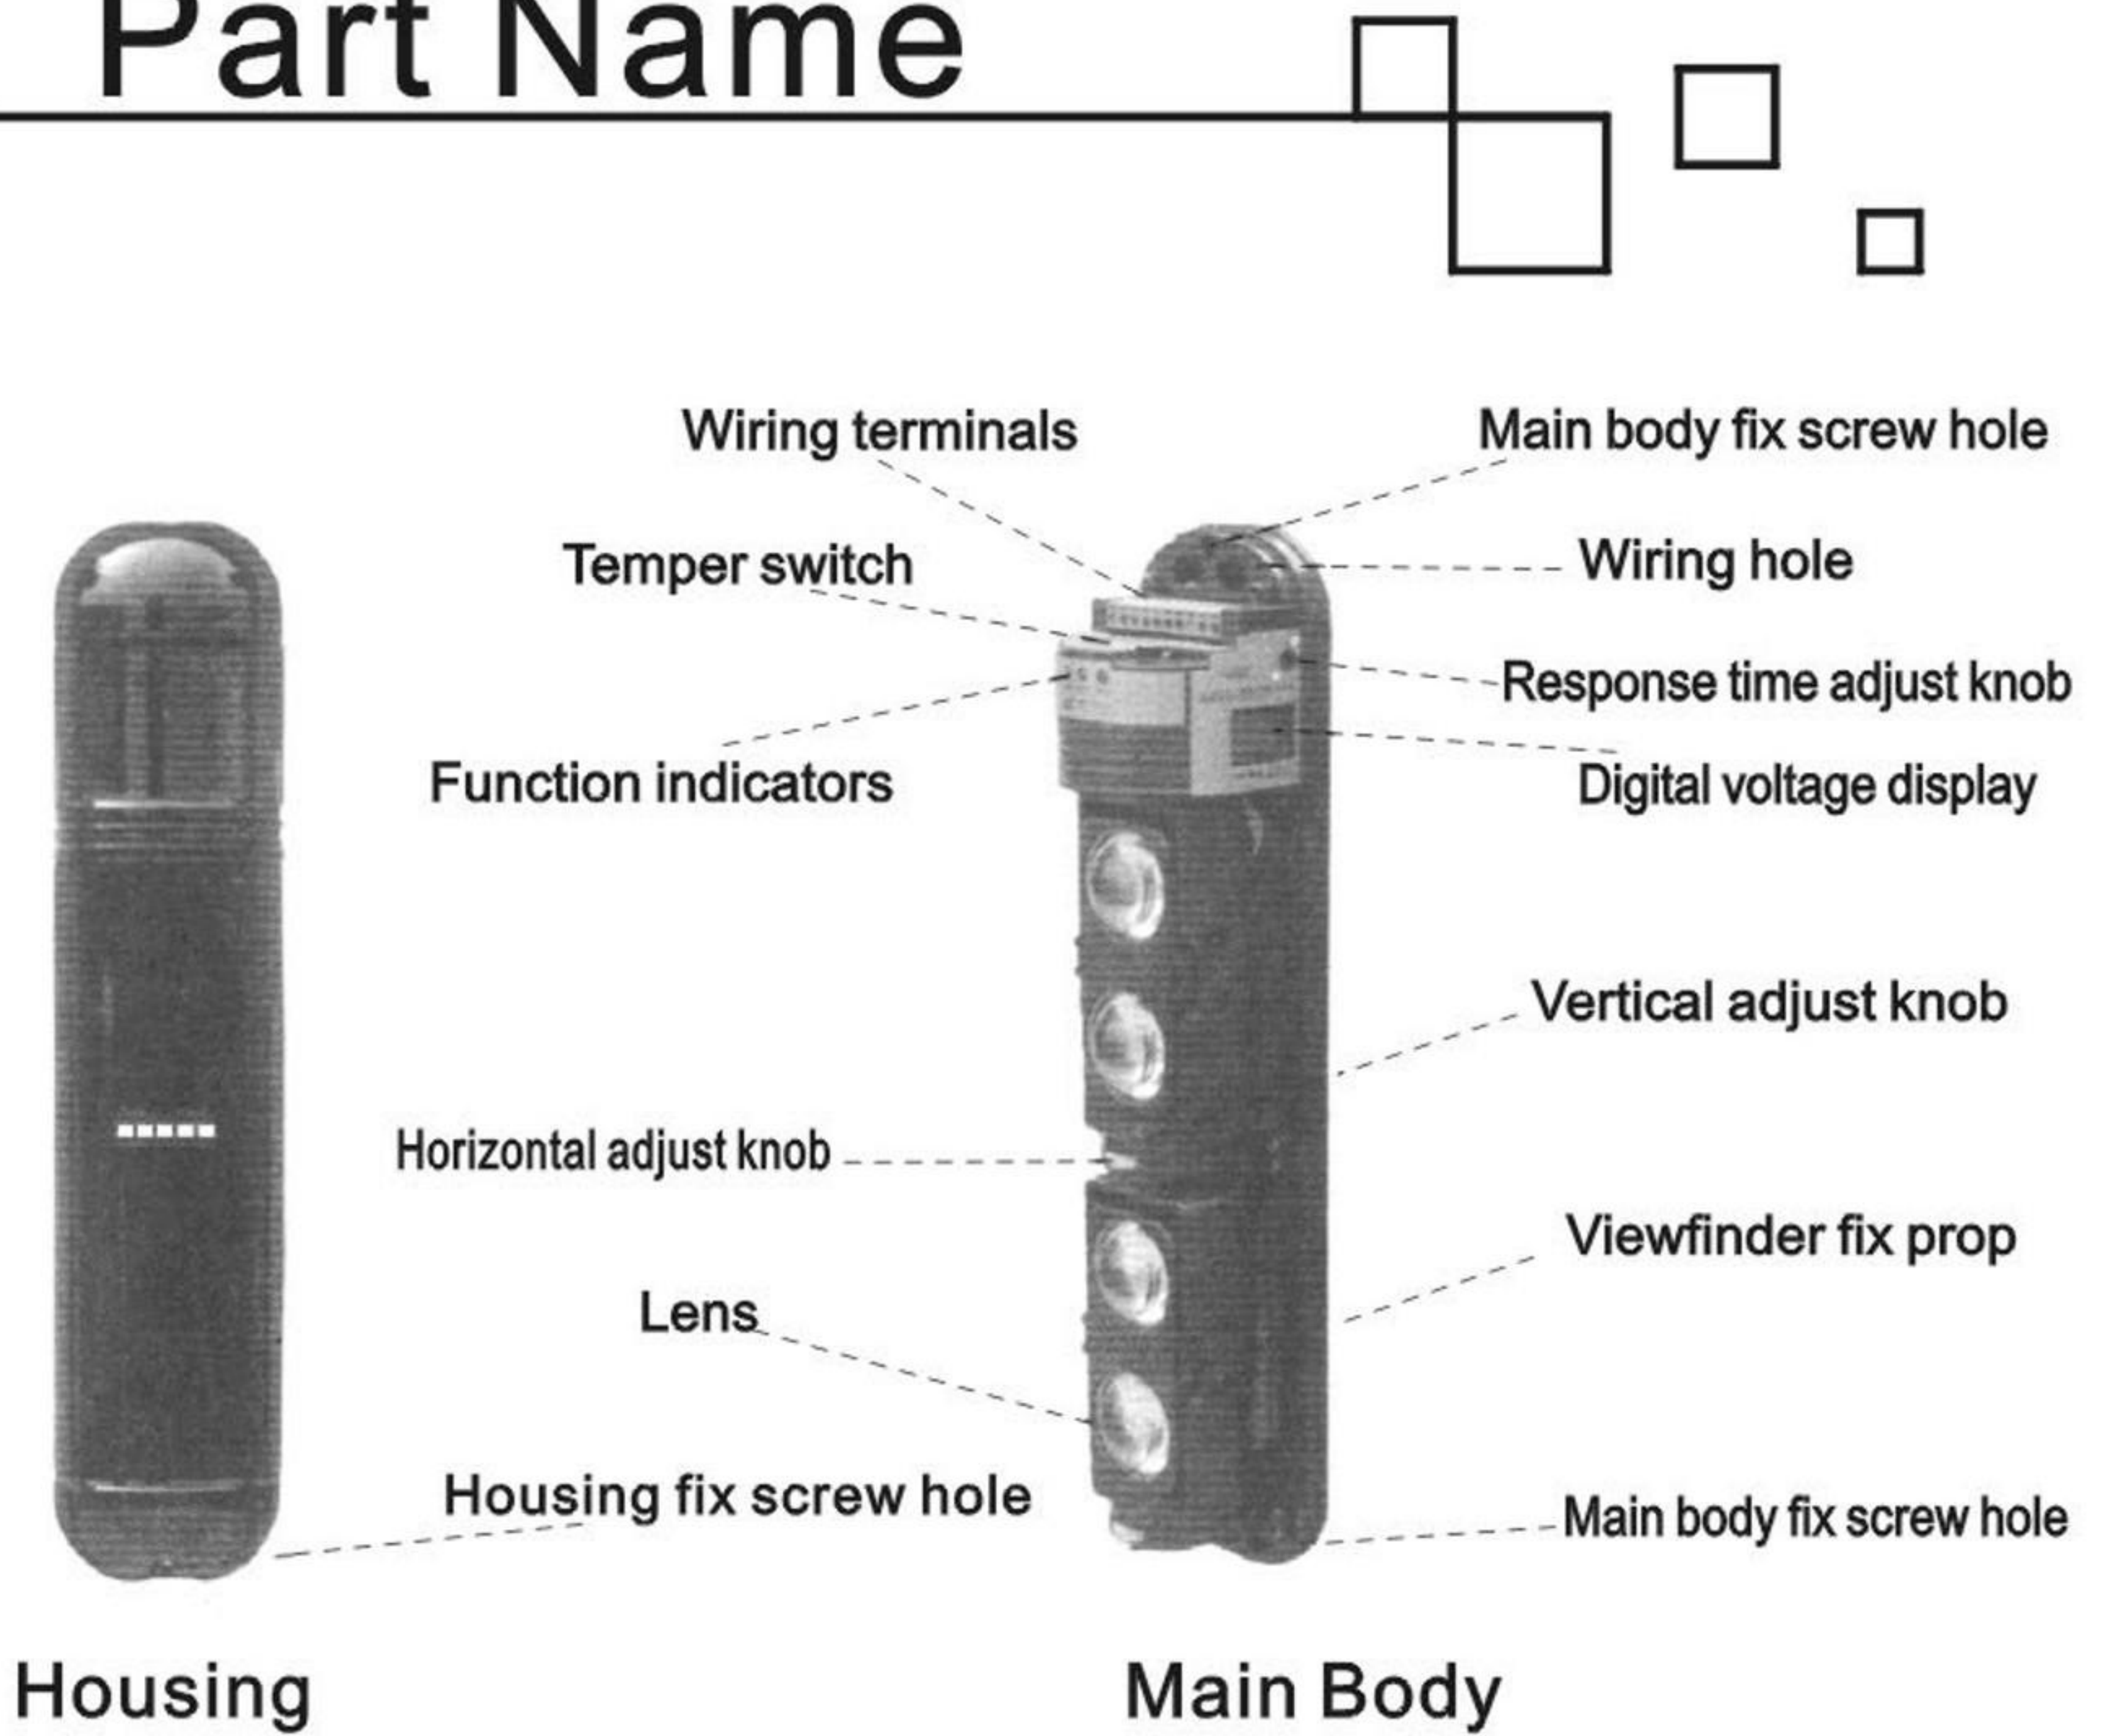 Part Name
Wiring terminals
Main body fix screw hole
Temper switch
Wiring hole
Response time adjust knob
Function indicators
Digital voltage display
Vertical adjust knob
Horizontal adjust knob
Viewfinder fix prop
Lens
Housing fix screw hole
Main body fix screw hole
Housing
Main Body